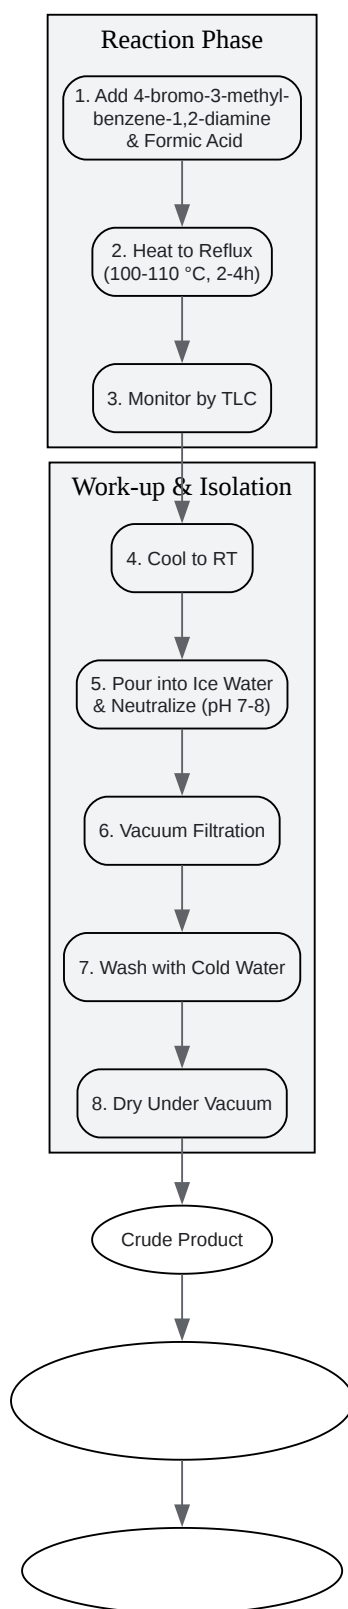 Reaction Phase
1. Add 4-bromo-3-methyl-
benzene-1,2-diamine
& Formic Acid
2. Heat to Reflux
(100-110 °C, 2-4h)
3. Monitor by TLC
Work-up & Isolation
4. Cool to RT
5. Pour into Ice Water
& Neutralize (pH 7-8)
6. Vacuum Filtration
7. Wash with Cold Water
8. Dry Under Vacuum
Crude Product